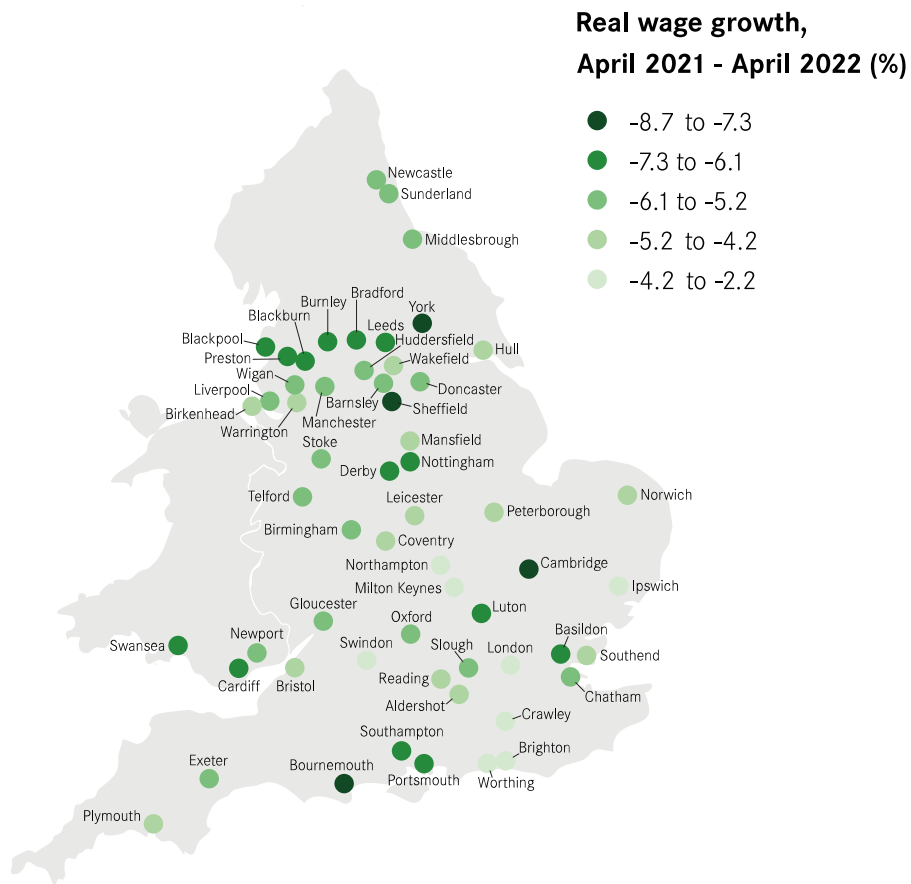 Real wage growth,
April 2021 - April 2022 (%)
-8.7 to -7.3
-7.3 to -6.1
-6.1 to -5.2
-5.2 to -4.2
-4.2 to -2.2
Newcastle
Sunderland
Middlesbrough
Bradford
Burnley
York
Blackburn
Leeds
Blackpool
Huddersfield
Preston
Wakefield
Hull
Wigan
Liverpool
Doncaster
Barnsley
Birkenhead
Sheffield
Manchester
Warrington
Stoke
Mansfield
Nottingham
Derby
Telford
Leicester
Norwich
Peterborough
Birmingham
Coventry
Northampton
Cambridge
Milton Keynes
Ipswich
Gloucester
Luton
Oxford
Newport
Swindon
Slough
London
Basildon
Swansea
Southend
Cardiff
Bristol
Reading
Chatham
Aldershot
Crawley
Southampton
Brighton
Exeter
Bournemouth
Portsmouth
Worthing
Plymouth